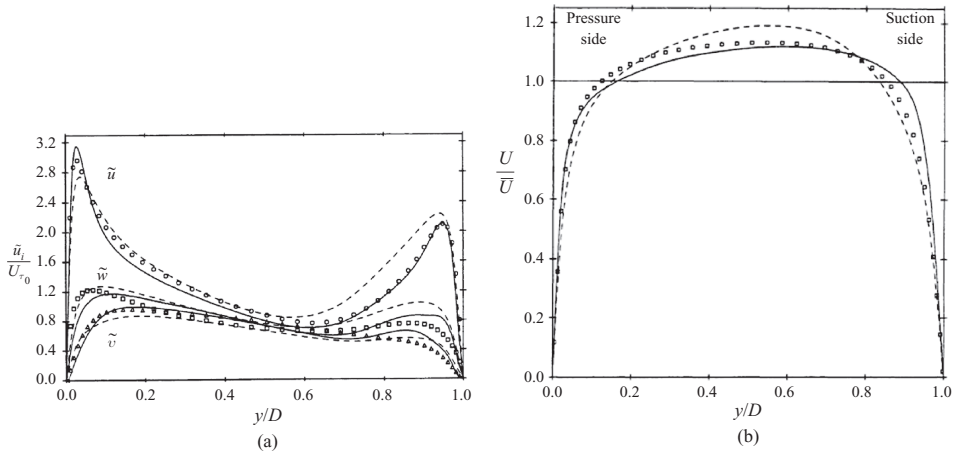 3.2
2.8
2.4
2.0
1.6
1.2
0.8
0.4
0.0
ũᵢ
U_τ₀
ũ
w̃
ṽ
0.0 0.2 0.4 0.6 0.8 1.0
y/D
(a)
Pressure side
Suction side
1.2
1.0
0.8
0.6
0.4
0.2
0.0
U
U̅
0.0 0.2 0.4 0.6 0.8 1.0
y/D
(b)